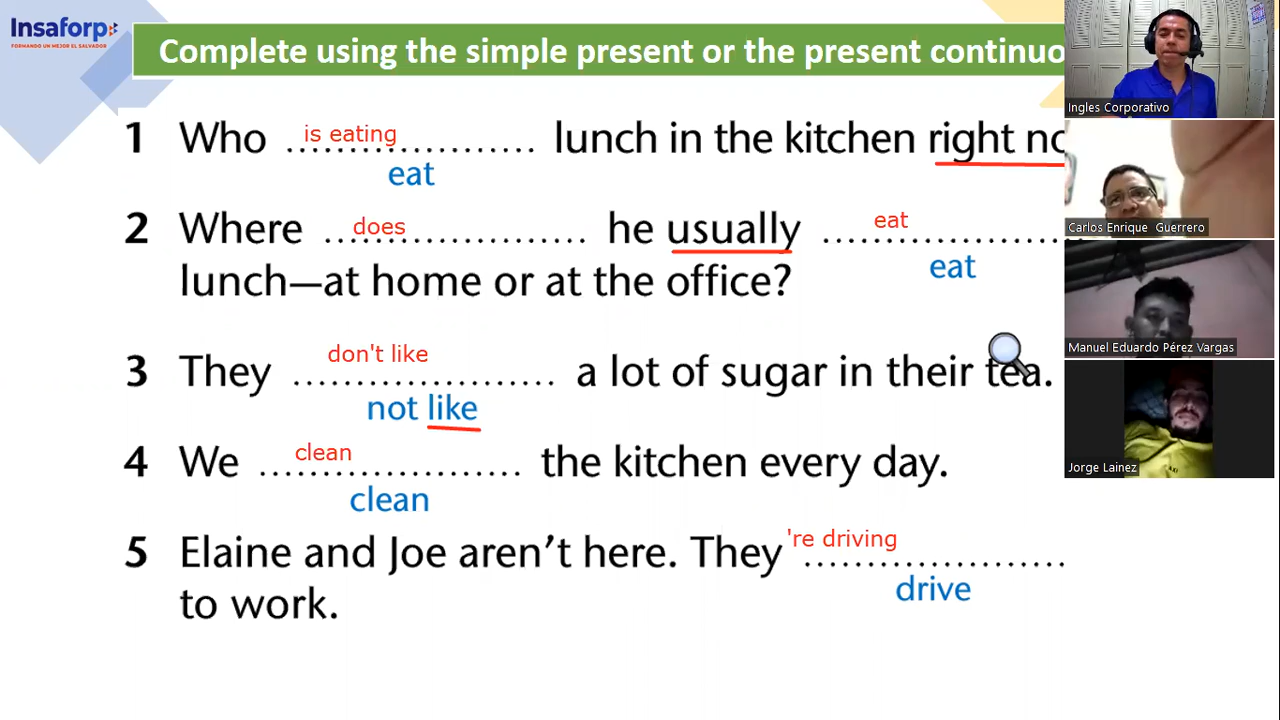 Insaforp
FORMANDO UN MEJOR EL SALVADOR
Complete using the simple present or the present continuo
1 Who is eating lunch in the kitchen right no
eat
2 Where does he usually eat
eat
lunch—at home or at the office?
3 They don't like a lot of sugar in their tea.
not like
4 We clean the kitchen every day.
clean
5 Elaine and Joe aren't here. They 're driving
drive
to work.
Ingles Corporativo
Carlos Enrique Guerrero
Manuel Eduardo Pérez Vargas
Jorge Lainez